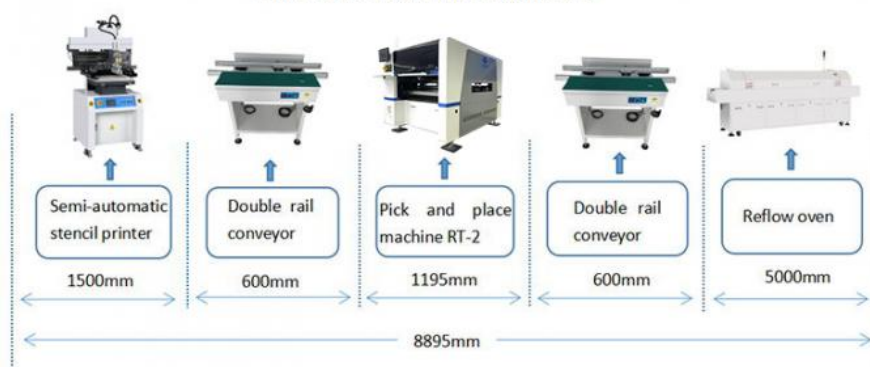 Semi-automatic
stencil printer
Double rail
conveyor
Pick and place
machine RT-2
Double rail
conveyor
Reflow oven
1500mm
600mm
1195mm
600mm
5000mm
8895mm